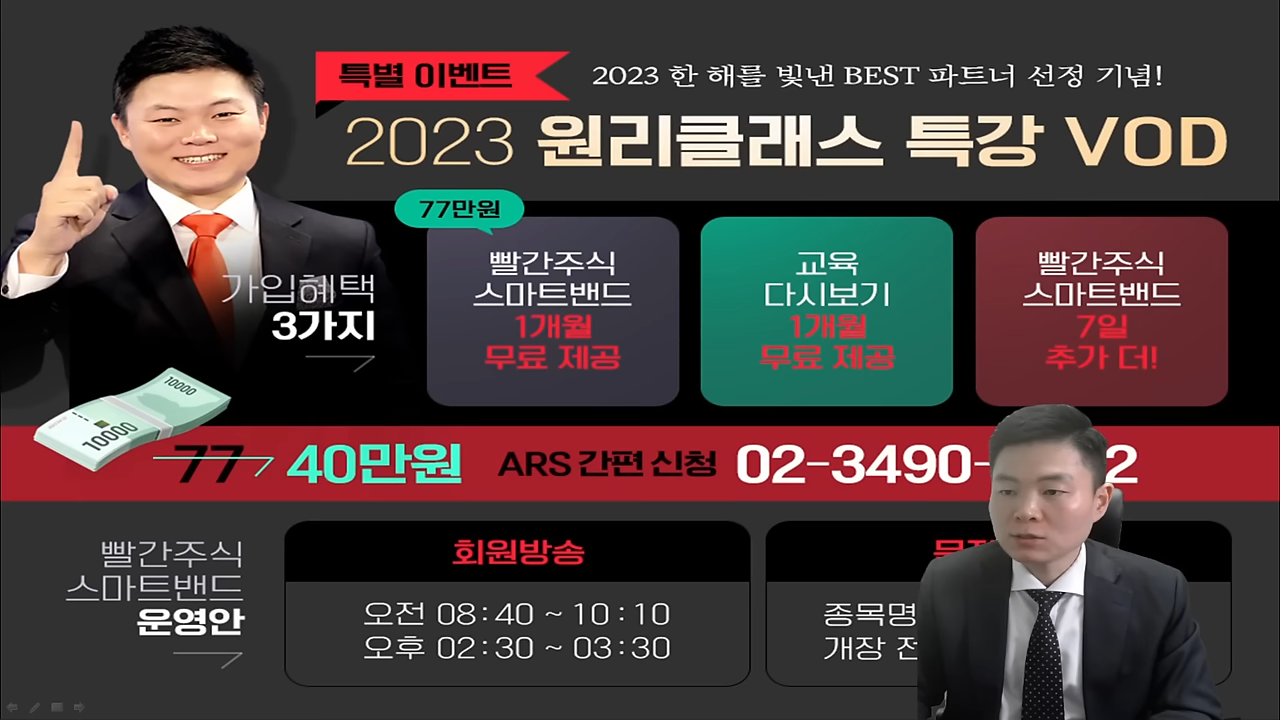 특별 이벤트
2023 한 해를 빛낸 BEST 파트너 선정 기념!
2023 원리클래스 특강 VOD
77만원
가입혜택
3가지
빨간주식
스마트밴드
1개월
무료 제공
교육
다시보기
1개월
무료 제공
빨간주식
스마트밴드
7일
추가 더!
10000
10000
77 40만원
ARS 간편 신청 02-3490- 2
빨간주식
스마트밴드
운영안
회원방송
오전 08:40 ~ 10:10
오후 02:30 ~ 03:30
종목명
개장 전